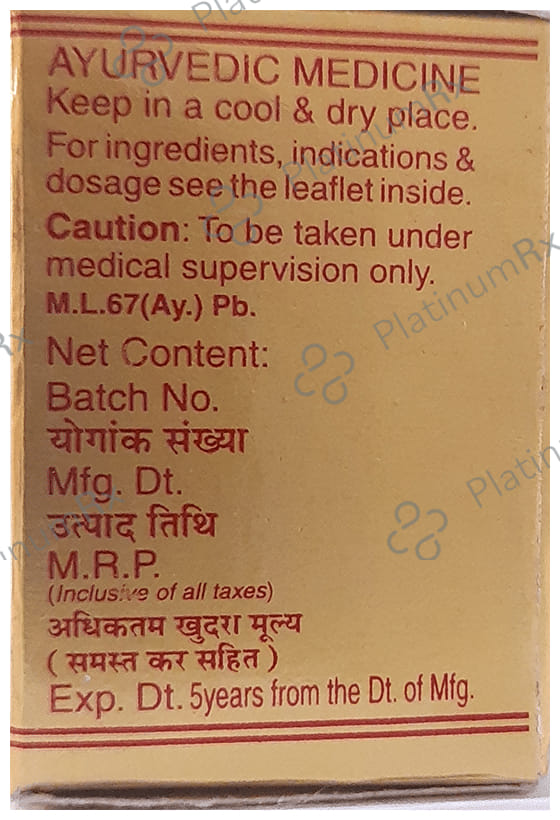 AYURVEDIC MEDICINE
Keep in a cool & dry place.
For ingredients, indications &
dosage see the leaflet inside.
Caution: To be taken under
medical supervision only.
M.L.67(Ay.) Pb.
Net Content:
Batch No.
योगांक संख्या
Mfg. Dt.
उत्पाद तिथि
M.R.P.
(Inclusive of all taxes)
अधिकतम खुदरा मूल्य
( समस्त कर सहित )
Exp. Dt. 5years from the Dt. of Mfg.
PlatinumRx
PlatinumRx